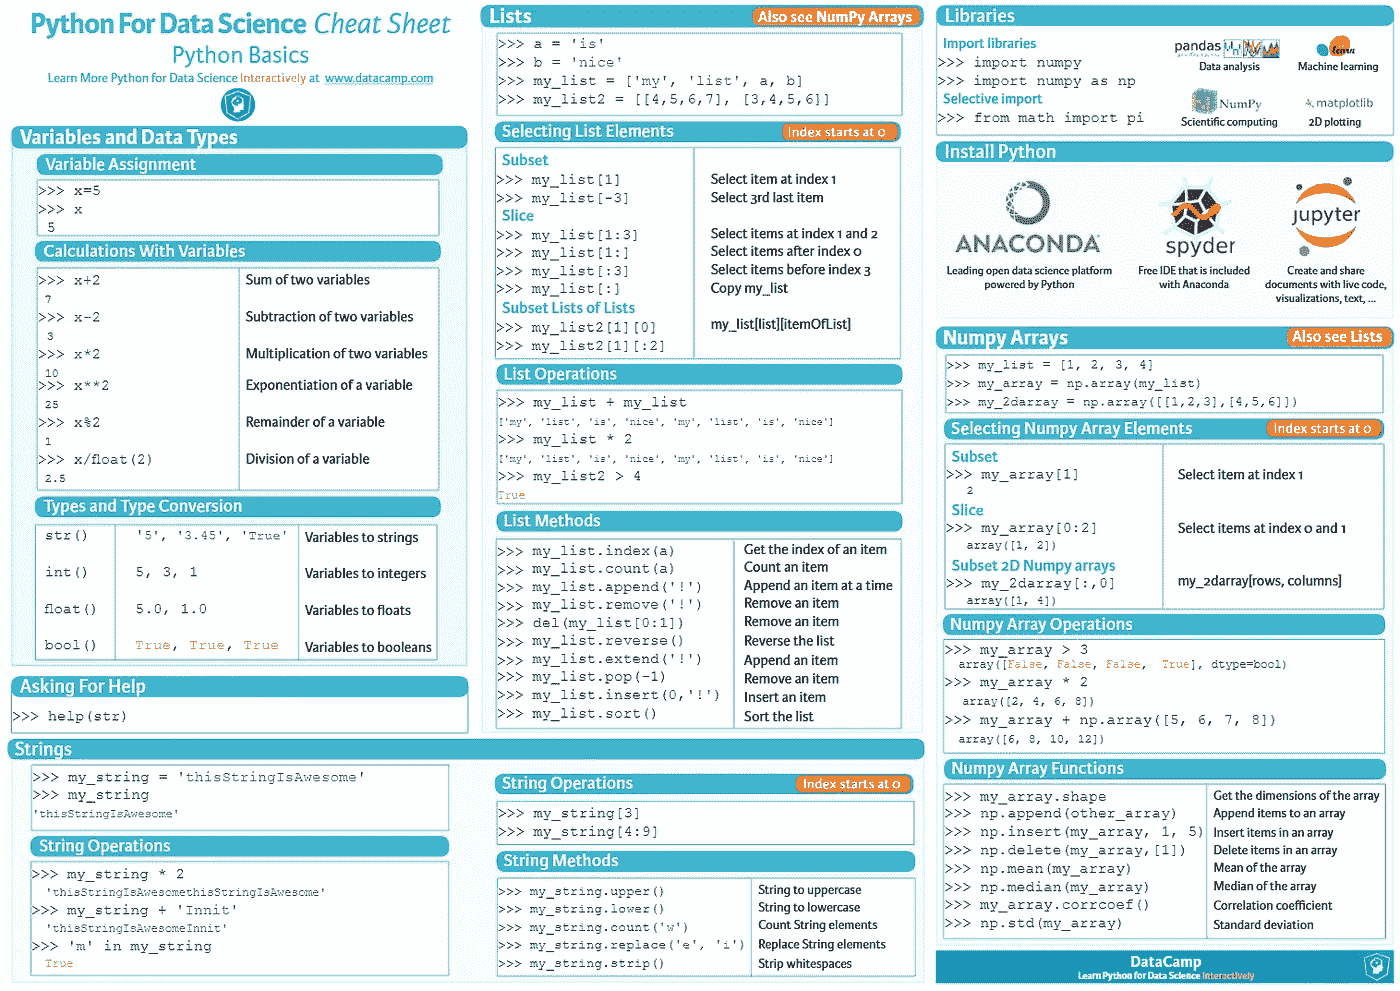 Python For Data Science Cheat Sheet
Python Basics
Learn More Python for Data Science Interactively at www.datacamp.com
Variables and Data Types
Variable Assignment
>>> x=5
>>> x
5
Calculations With Variables
>>> x+2 Sum of two variables
7
>>> x-2 Subtraction of two variables
3
>>> x*2 Multiplication of two variables
10
>>> x**2 Exponentiation of a variable
25
>>> x%2 Remainder of a variable
1
>>> x/float(2) Division of a variable
2.5
Types and Type Conversion
str() '5', '3.45', 'True' Variables to strings
int() 5, 3, 1 Variables to integers
float() 5.0, 1.0 Variables to floats
bool() True, True, True Variables to booleans
Asking For Help
>>> help(str)
Strings
>>> my_string = 'thisStringIsAwesome'
>>> my_string
'thisStringIsAwesome'
String Operations
>>> my_string * 2
'thisStringIsAwesomethisStringIsAwesome'
>>> my_string + 'Innit'
'thisStringIsAwesomeInnit'
>>> 'm' in my_string
True
Lists Also see NumPy Arrays
>>> a = 'is'
>>> b = 'nice'
>>> my_list = ['my', 'list', a, b]
>>> my_list2 = [[4,5,6,7], [3,4,5,6]]
Selecting List Elements Index starts at 0
Subset
>>> my_list[1] Select item at index 1
>>> my_list[-3] Select 3rd last item
Slice
>>> my_list[1:3] Select items at index 1 and 2
>>> my_list[1:] Select items after index 0
>>> my_list[:3] Select items before index 3
>>> my_list[:] Copy my_list
Subset Lists of Lists
>>> my_list2[1][0] my_list[list][itemOfList]
>>> my_list2[1][:2]
List Operations
>>> my_list + my_list
['my', 'list', 'is', 'nice', 'my', 'list', 'is', 'nice']
>>> my_list * 2
['my', 'list', 'is', 'nice', 'my', 'list', 'is', 'nice']
>>> my_list2 > 4
True
List Methods
>>> my_list.index(a) Get the index of an item
>>> my_list.count(a) Count an item
>>> my_list.append('!') Append an item at a time
>>> my_list.remove('!') Remove an item
>>> del(my_list[0:1]) Remove an item
>>> my_list.reverse() Reverse the list
>>> my_list.extend('!') Append an item
>>> my_list.pop(-1) Remove an item
>>> my_list.insert(0,'!') Insert an item
>>> my_list.sort() Sort the list
String Operations Index starts at 0
>>> my_string[3]
>>> my_string[4:9]
String Methods
>>> my_string.upper() String to uppercase
>>> my_string.lower() String to lowercase
>>> my_string.count('w') Count String elements
>>> my_string.replace('e', 'i') Replace String elements
>>> my_string.strip() Strip whitespaces
Libraries
Import libraries
>>> import numpy
>>> import numpy as np
Selective import
>>> from math import pi
pandas
Data analysis
learn
Machine learning
NumPy
Scientific computing
matplotlib
2D plotting
Install Python
ANACONDA
Leading open data science platform
powered by Python
spyder
Free IDE that is included
with Anaconda
jupyter
Create and share
documents with live code,
visualizations, text, ...
Numpy Arrays Also see Lists
>>> my_list = [1, 2, 3, 4]
>>> my_array = np.array(my_list)
>>> my_2darray = np.array([[1,2,3],[4,5,6]])
Selecting Numpy Array Elements Index starts at 0
Subset
>>> my_array[1] Select item at index 1
2
Slice
>>> my_array[0:2] Select items at index 0 and 1
array([1, 2])
Subset 2D Numpy arrays
>>> my_2darray[:,0] my_2darray[rows, columns]
array([1, 4])
Numpy Array Operations
>>> my_array > 3
array([False, False, False, True], dtype=bool)
>>> my_array * 2
array([2, 4, 6, 8])
>>> my_array + np.array([5, 6, 7, 8])
array([6, 8, 10, 12])
Numpy Array Functions
>>> my_array.shape Get the dimensions of the array
>>> np.append(other_array) Append items to an array
>>> np.insert(my_array, 1, 5) Insert items in an array
>>> np.delete(my_array,[1]) Delete items in an array
>>> np.mean(my_array) Mean of the array
>>> np.median(my_array) Median of the array
>>> my_array.corrcoef() Correlation coefficient
>>> np.std(my_array) Standard deviation
DataCamp
Learn Python for Data Science Interactively